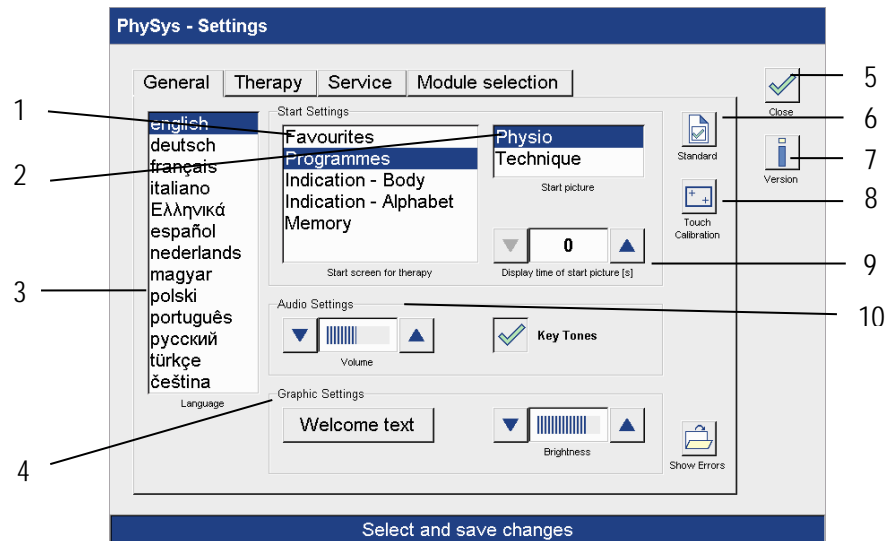 PhySys - Settings
General Therapy Service Module selection
1
2
3
4
english
deutsch
français
italiano
Ελληνικά
español
nederlands
magyar
polski
português
русский
türkçe
čeština
Language
Start Settings
Favourites
Programmes
Indication - Body
Indication - Alphabet
Memory
Start screen for therapy
Physio
Technique
Start picture
0
Display time of start picture [s]
Audio Settings
Volume
Key Tones
Graphic Settings
Welcome text
Brightness
Standard
Touch
Calibration
Show Errors
Close
Version
5
6
7
8
9
10
Select and save changes